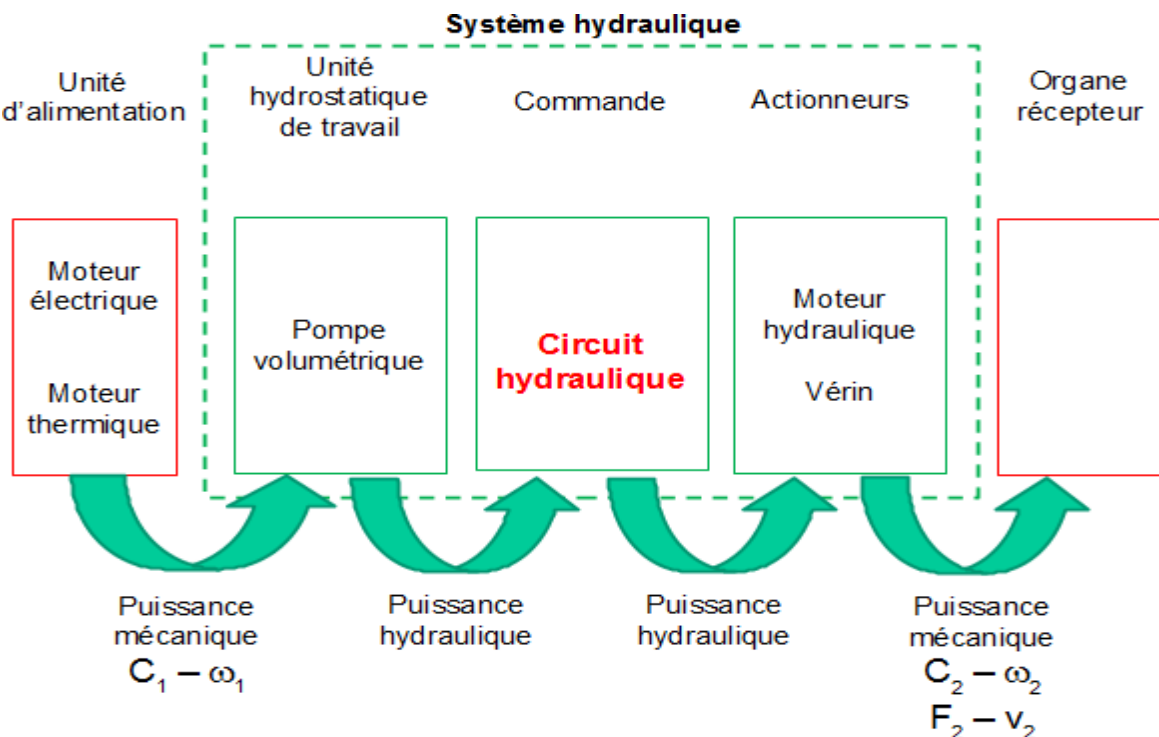 Système hydraulique
Unité
d'alimentation
Unité
hydrostatique
de travail
Commande
Actionneurs
Organe
récepteur
Moteur
électrique
Moteur
thermique
Pompe
volumétrique
Circuit
hydraulique
Moteur
hydraulique
Vérin
Puissance
mécanique
C₁ – ω₁
Puissance
hydraulique
Puissance
hydraulique
Puissance
mécanique
C₂ – ω₂
F₂ – v₂